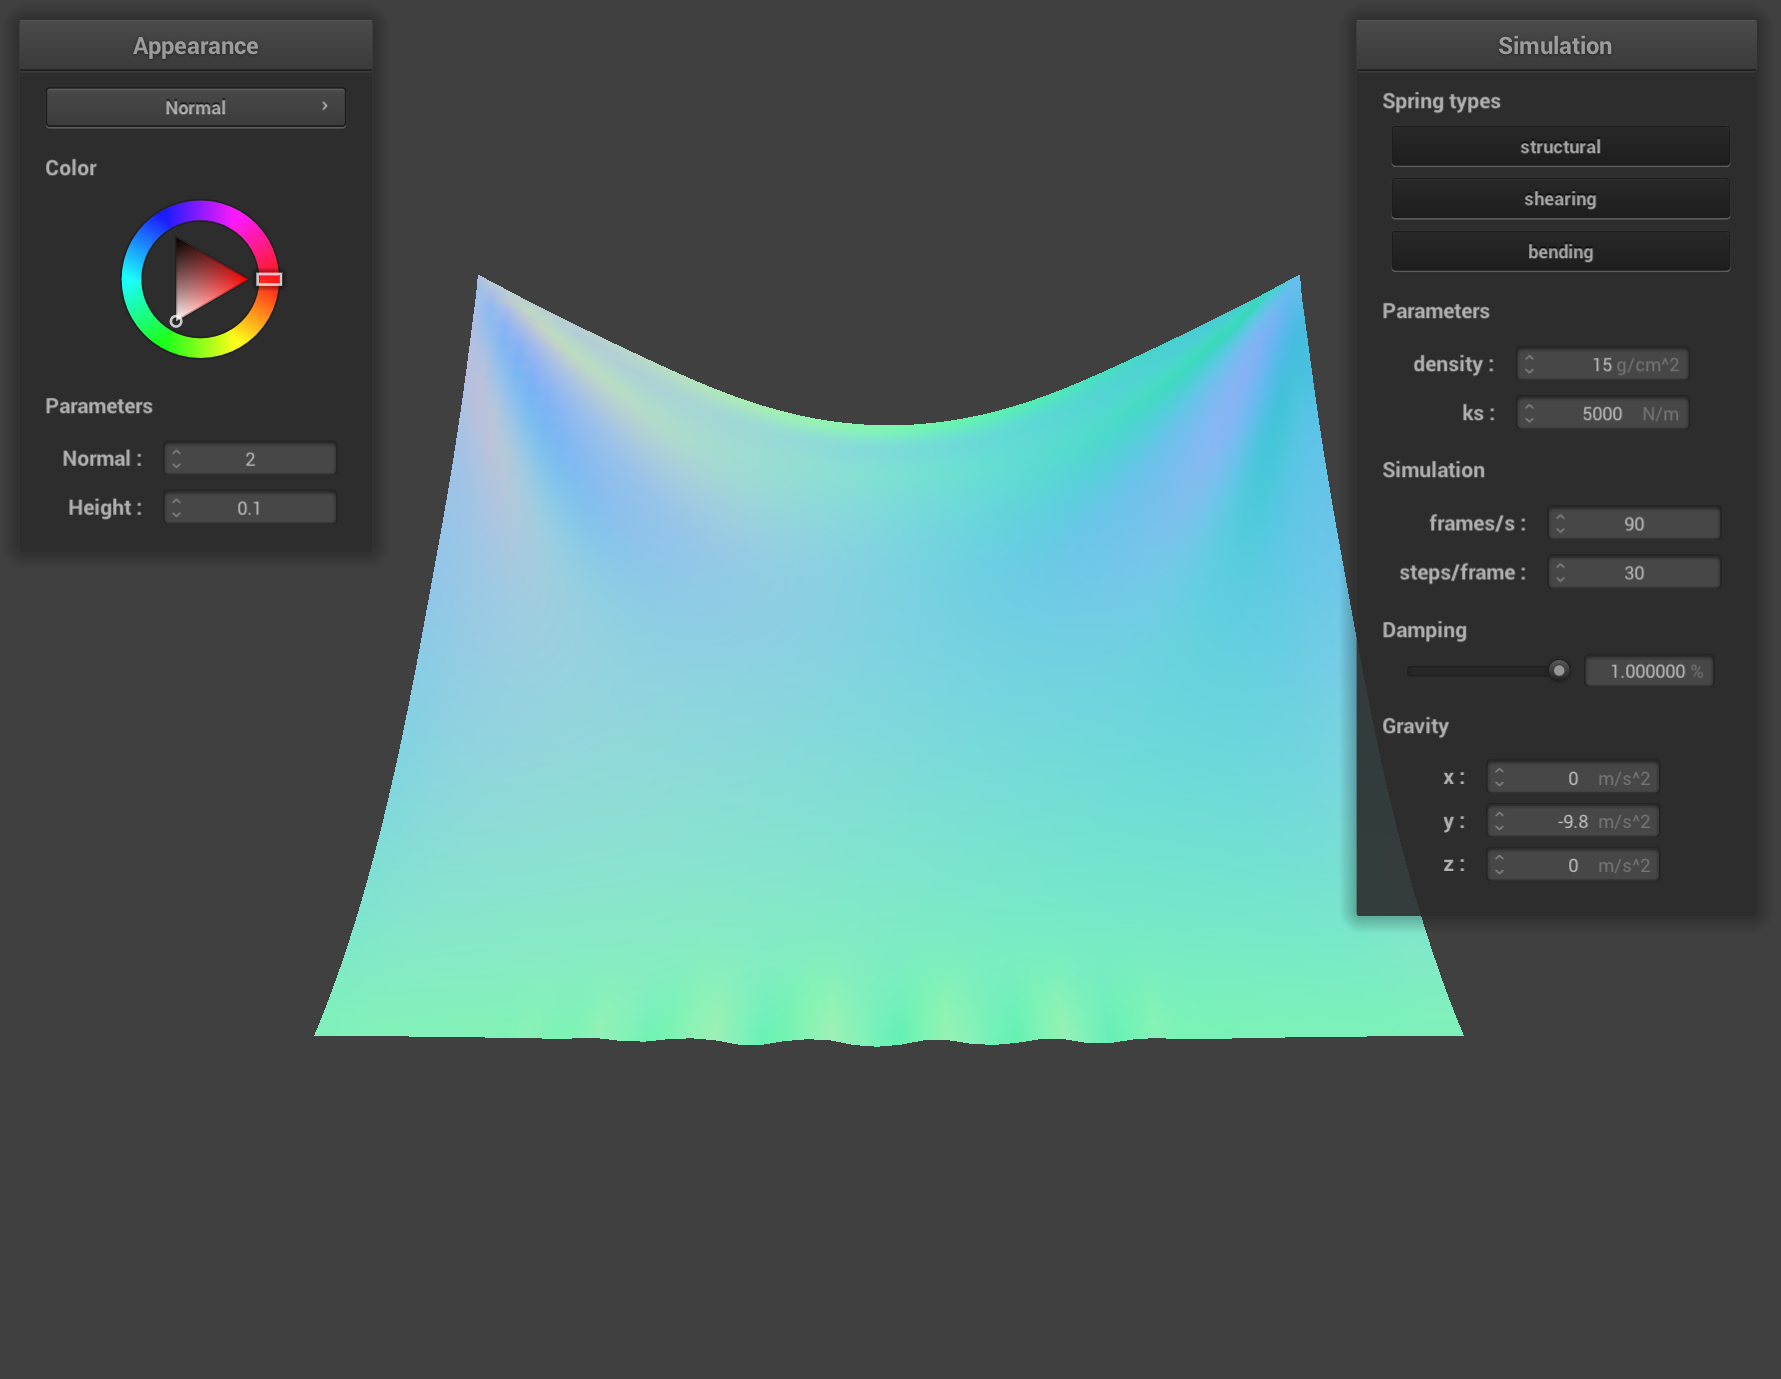 Appearance
Normal
Color
Parameters
Normal :
2
Height :
0.1
Simulation
Spring types
structural
shearing
bending
Parameters
density :
15 g/cm^2
ks :
5000 N/m
Simulation
frames/s :
90
steps/frame :
30
Damping
1.000000 %
Gravity
x :
0 m/s^2
y :
-9.8 m/s^2
z :
0 m/s^2